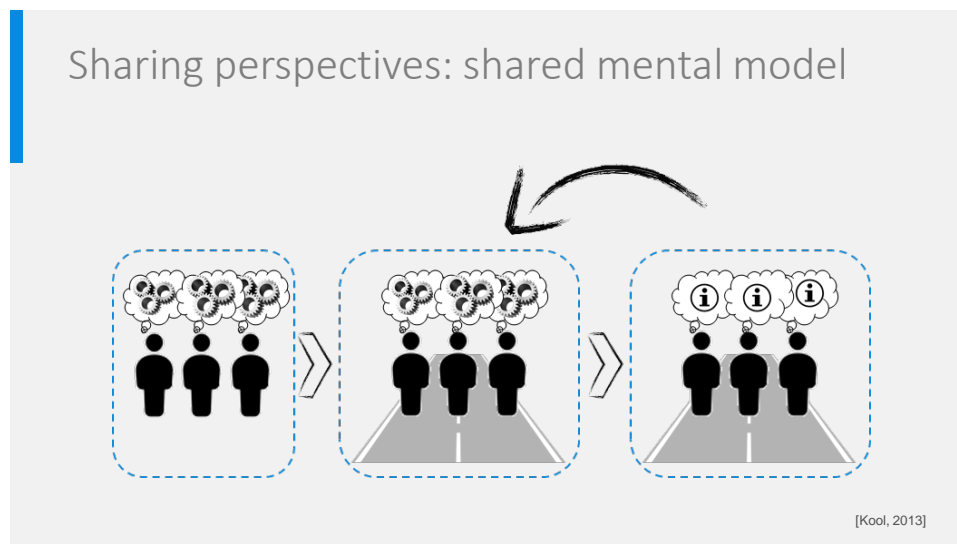 Sharing perspectives: shared mental model
i i i
[Kool, 2013]